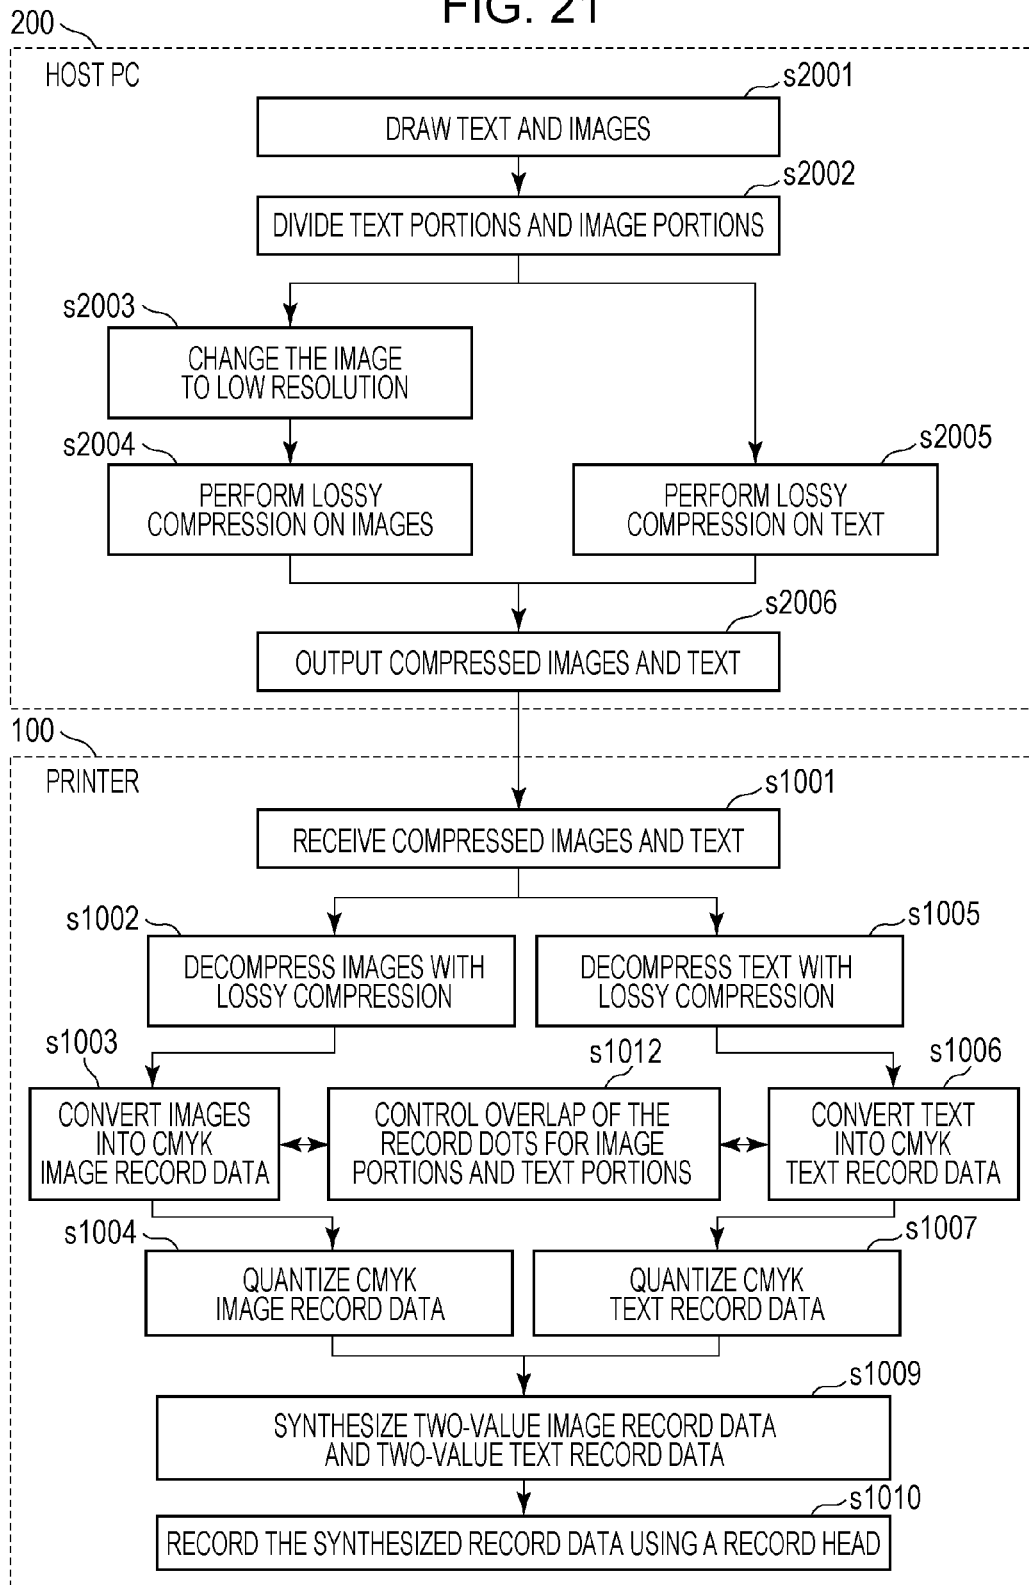 FIG. 21
200
HOST PC
s2001
DRAW TEXT AND IMAGES
s2002
DIVIDE TEXT PORTIONS AND IMAGE PORTIONS
s2003
CHANGE THE IMAGE
TO LOW RESOLUTION
s2004
PERFORM LOSSY
COMPRESSION ON IMAGES
s2005
PERFORM LOSSY
COMPRESSION ON TEXT
s2006
OUTPUT COMPRESSED IMAGES AND TEXT
100
PRINTER
s1001
RECEIVE COMPRESSED IMAGES AND TEXT
s1002
DECOMPRESS IMAGES WITH
LOSSY COMPRESSION
s1005
DECOMPRESS TEXT WITH
LOSSY COMPRESSION
s1003
CONVERT IMAGES
INTO CMYK
IMAGE RECORD DATA
s1012
CONTROL OVERLAP OF THE
RECORD DOTS FOR IMAGE
PORTIONS AND TEXT PORTIONS
s1006
CONVERT TEXT
INTO CMYK
TEXT RECORD DATA
s1004
QUANTIZE CMYK
IMAGE RECORD DATA
s1007
QUANTIZE CMYK
TEXT RECORD DATA
s1009
SYNTHESIZE TWO-VALUE IMAGE RECORD DATA
AND TWO-VALUE TEXT RECORD DATA
s1010
RECORD THE SYNTHESIZED RECORD DATA USING A RECORD HEAD